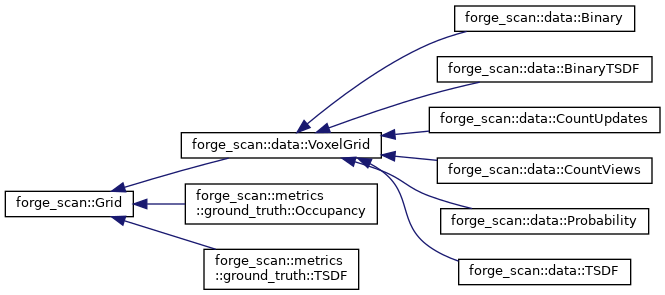 forge_scan::Grid
forge_scan::data::VoxelGrid
forge_scan::metrics
::ground_truth::Occupancy
forge_scan::metrics
::ground_truth::TSDF
forge_scan::data::Binary
forge_scan::data::BinaryTSDF
forge_scan::data::CountUpdates
forge_scan::data::CountViews
forge_scan::data::Probability
forge_scan::data::TSDF